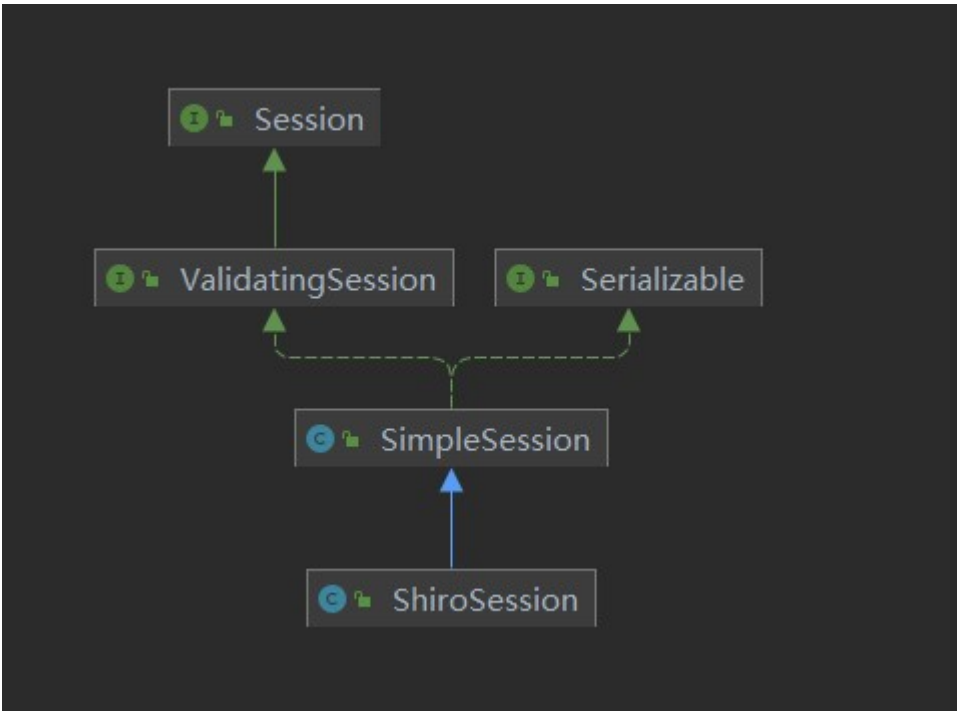 I Session
I ValidatingSession
I Serializable
C SimpleSession
C ShiroSession